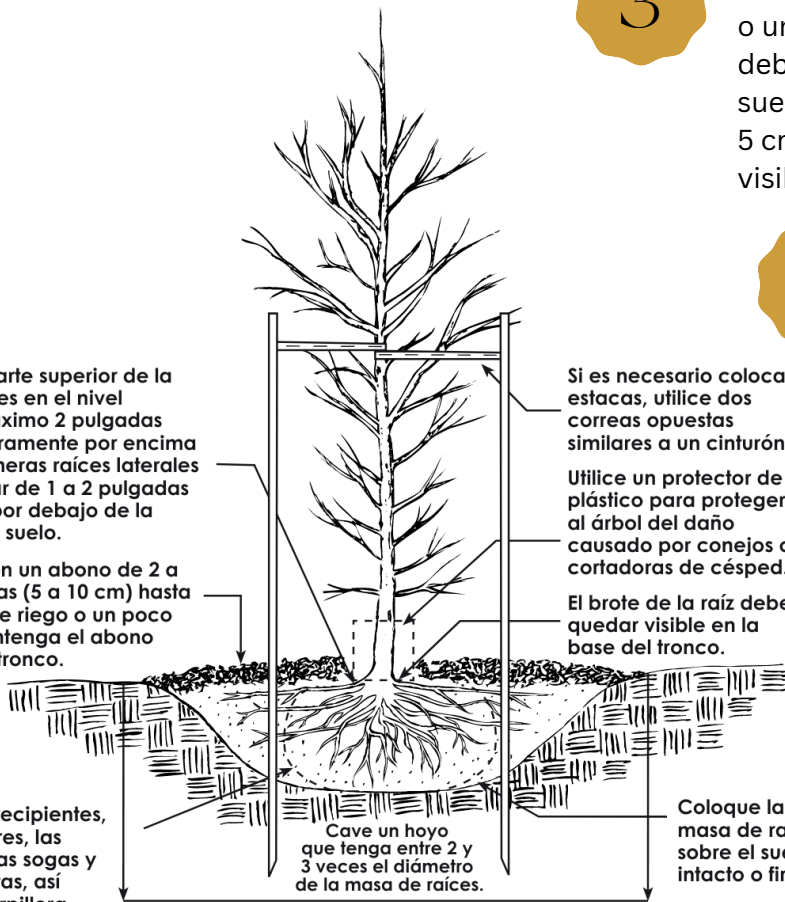 3
o un
deb
sue
5 cr
visil
arte superior de la
es en el nivel
áximo 2 pulgadas
ramente por encima
neras raíces laterales
ar de 1 a 2 pulgadas
por debajo de la
suelo.
n un abono de 2 a
as (5 a 10 cm) hasta
e riego o un poco
ntenga el abono
tronco.
ecipientes,
res, las
as sogas y
as, así
Si es necesario coloca
estacas, utilice dos
correas opuestas
similares a un cinturón
Utilice un protector de
plástico para proteger
al árbol del daño
causado por conejos o
cortadoras de césped.
El brote de la raíz debe
quedar visible en la
base del tronco.
Coloque la
masa de ra
sobre el sue
intacto o fir
Cave un hoyo
que tenga entre 2 y
3 veces el diámetro
de la masa de raíces.